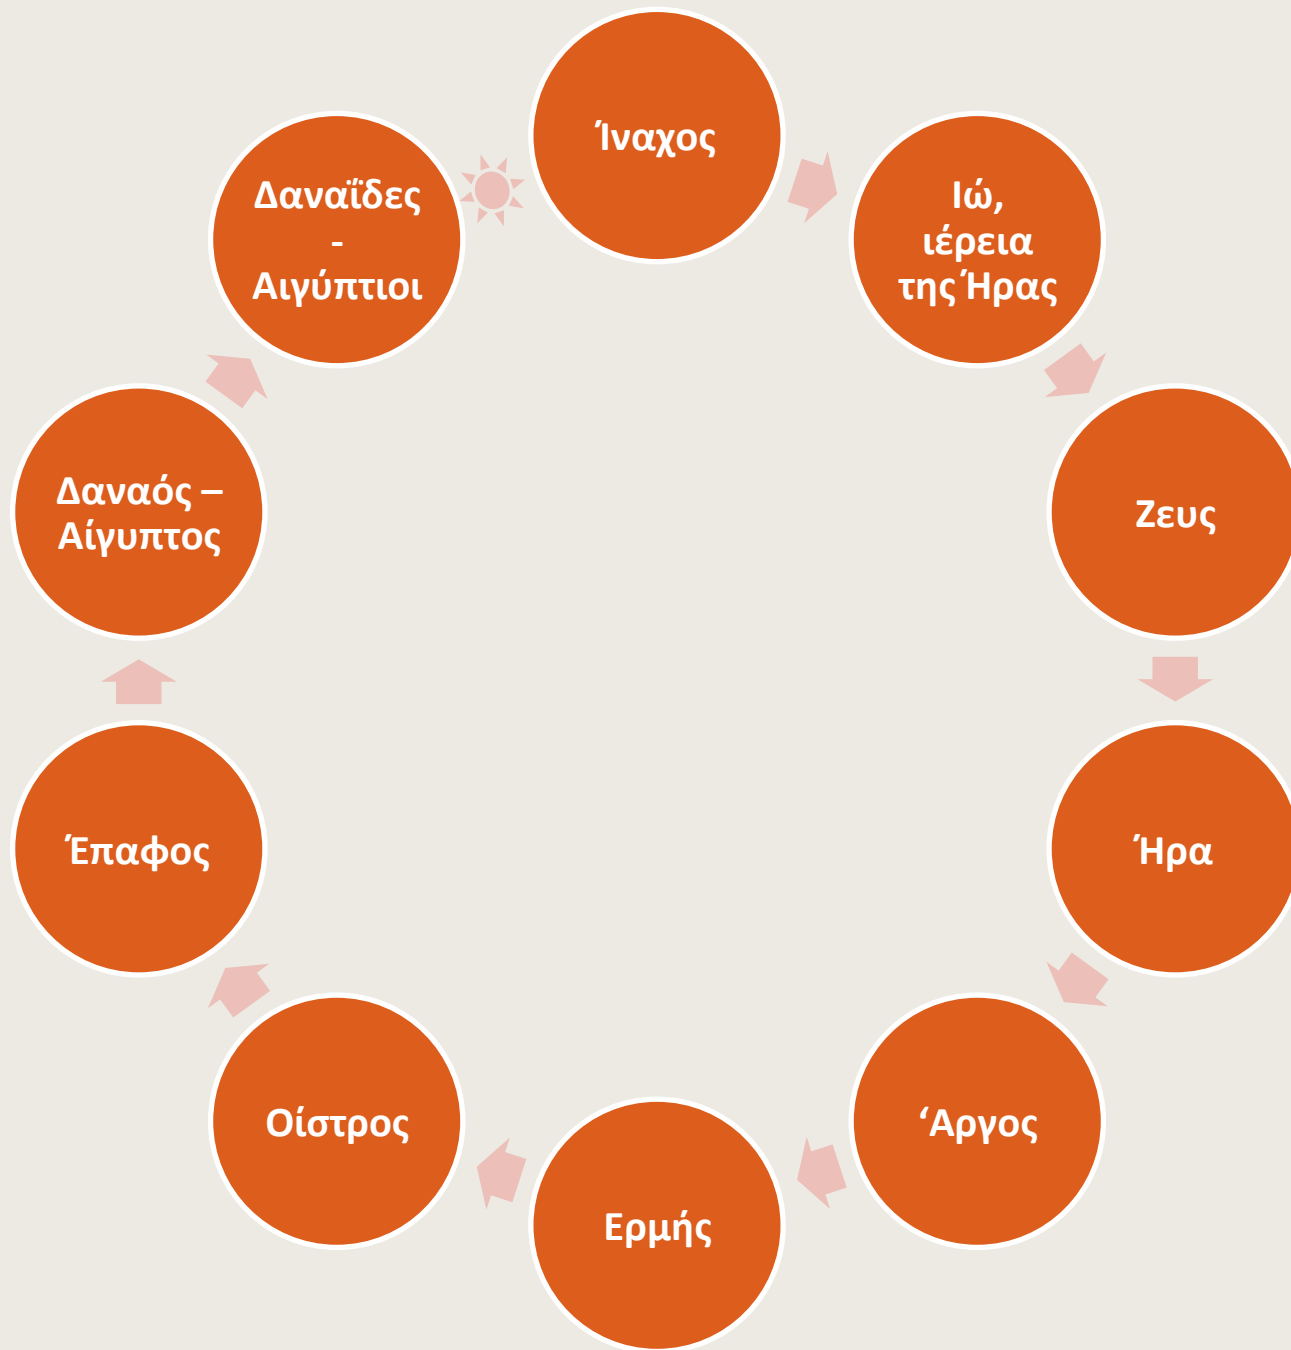 Ίναχος
Ιώ,
ιέρεια
της Ήρας
Ζευς
Ήρα
‘Αργος
Ερμής
Οίστρος
Έπαφος
Δαναός –
Αίγυπτος
Δαναΐδες
-
Αιγύπτιοι